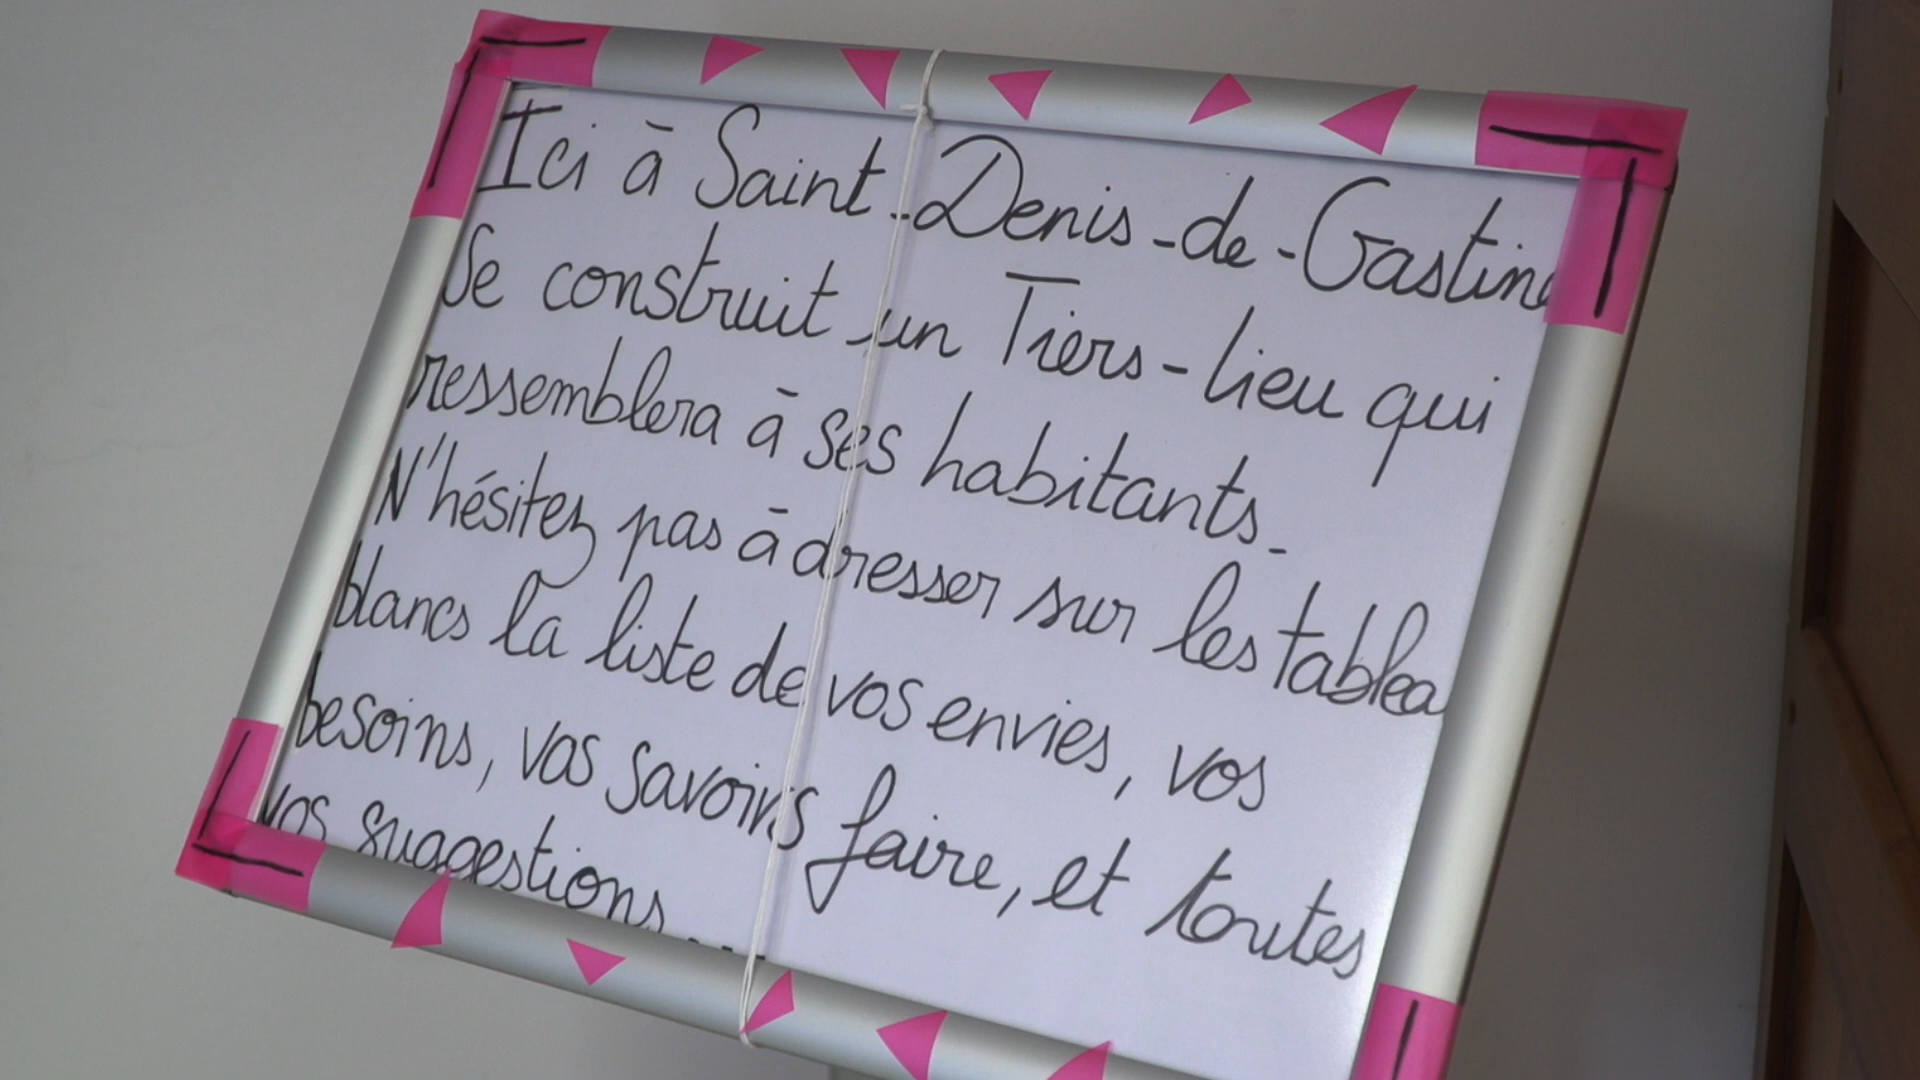 Ici à Saint-Denis-de-Gastine
Se construit un Tiers-lieu qui
ressemblera à ses habitants.
N'hésitez pas à dresser sur les tablea
blancs la liste de vos envies, vos
besoins, vos savoirs faire, et toutes
vos suggestions...